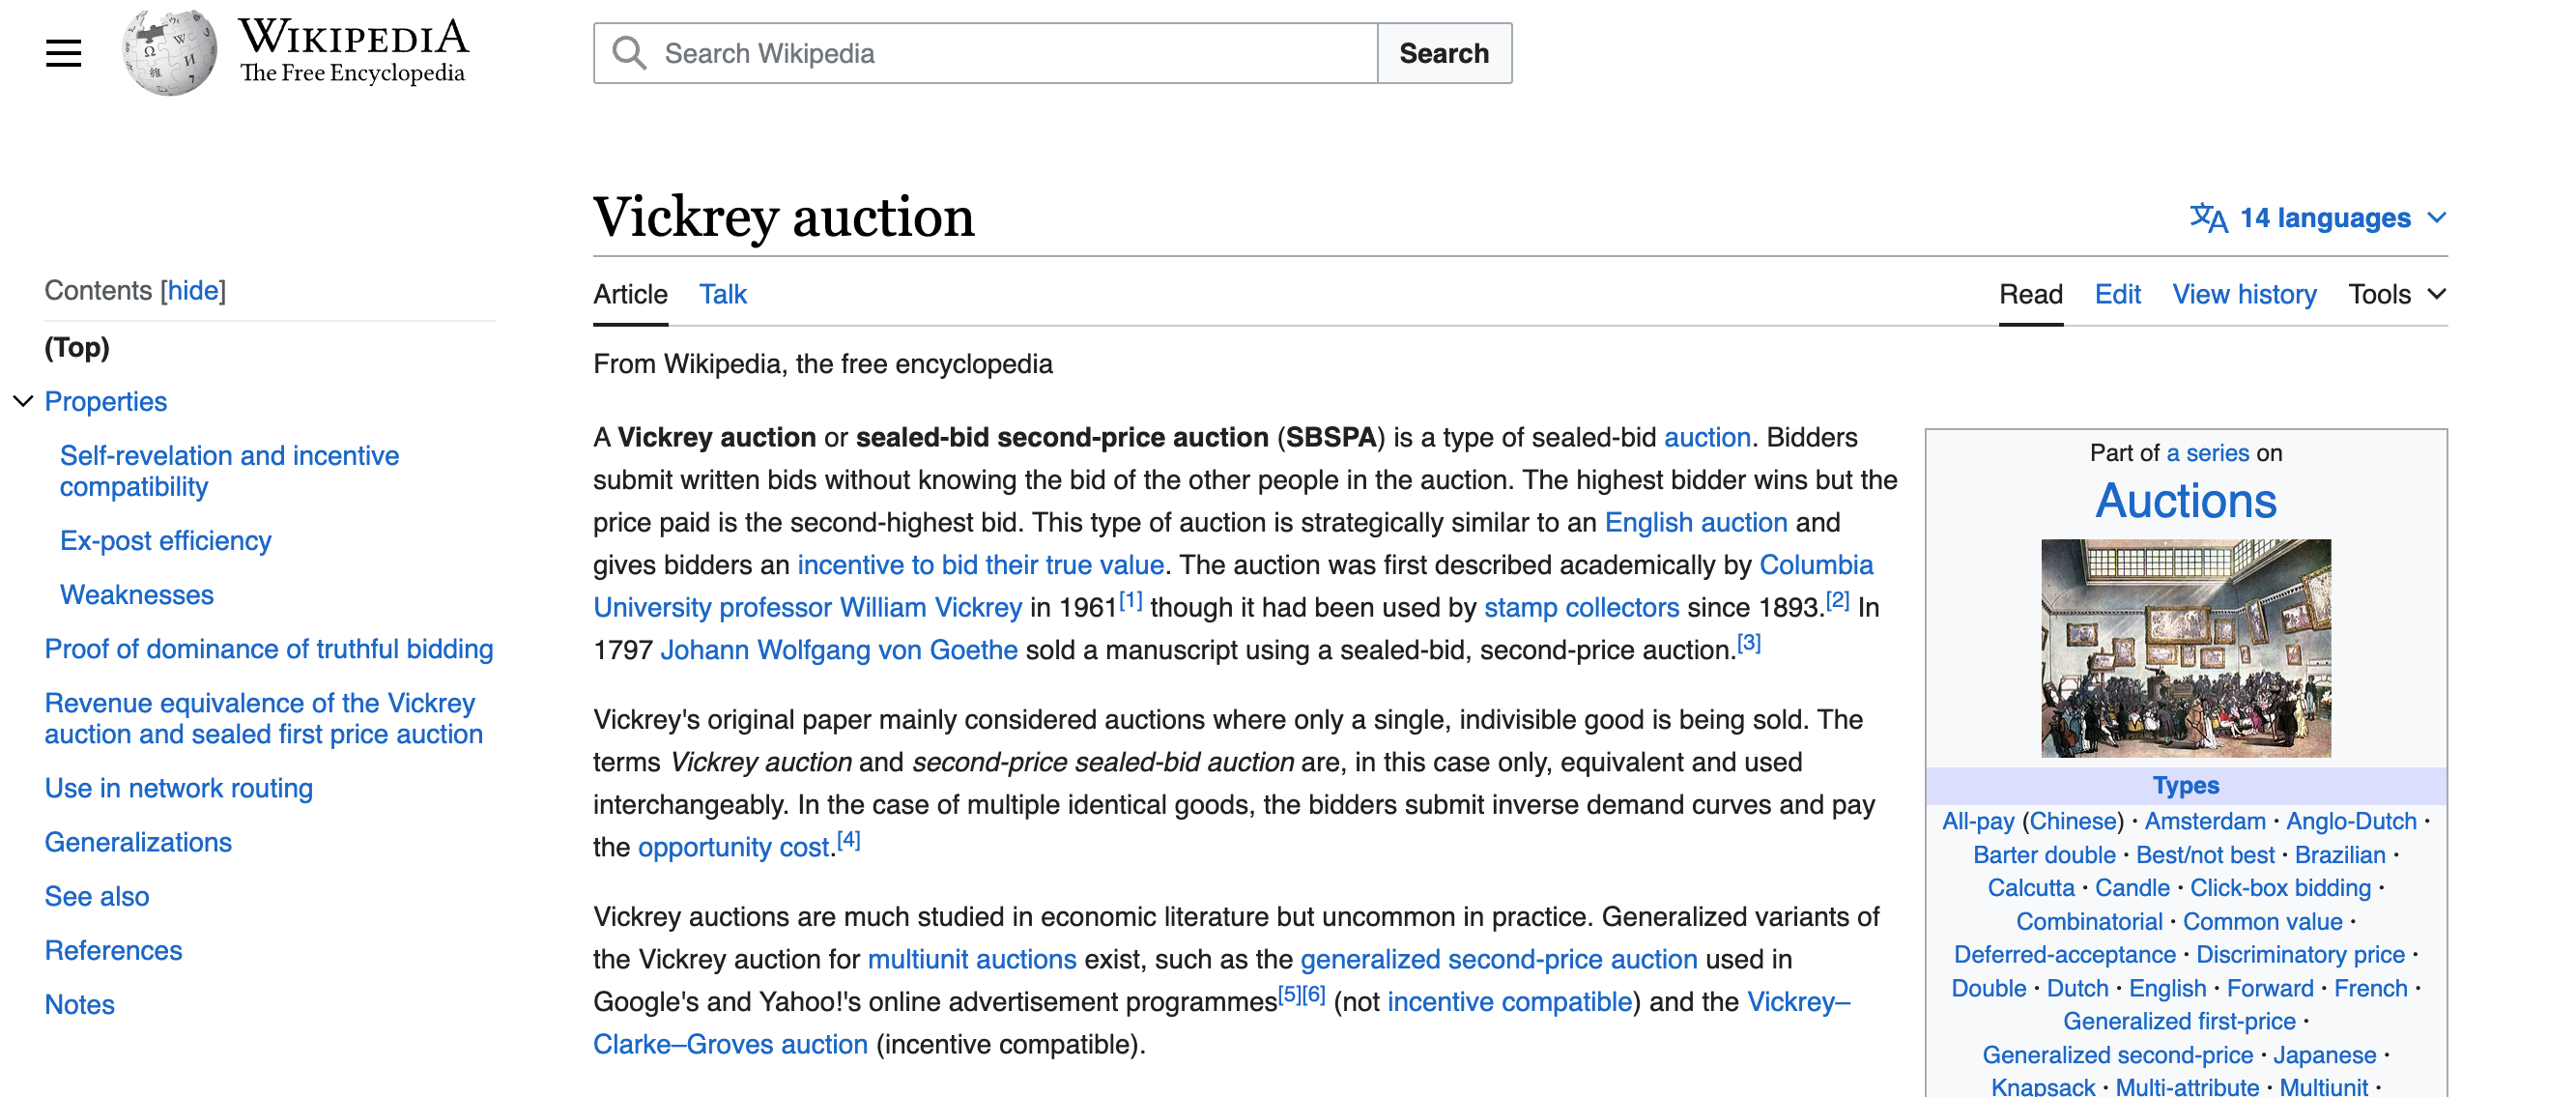 WIKIPEDIA
The Free Encyclopedia
Search Wikipedia
Search
Vickrey auction
14 languages
Article Talk
Read Edit View history Tools
Contents [hide]
(Top)
Properties
Self-revelation and incentive
compatibility
Ex-post efficiency
Weaknesses
Proof of dominance of truthful bidding
Revenue equivalence of the Vickrey
auction and sealed first price auction
Use in network routing
Generalizations
See also
References
Notes
From Wikipedia, the free encyclopedia
A Vickrey auction or sealed-bid second-price auction (SBSPA) is a type of sealed-bid auction. Bidders
submit written bids without knowing the bid of the other people in the auction. The highest bidder wins but the
price paid is the second-highest bid. This type of auction is strategically similar to an English auction and
gives bidders an incentive to bid their true value. The auction was first described academically by Columbia
University professor William Vickrey in 1961[1] though it had been used by stamp collectors since 1893.[2] In
1797 Johann Wolfgang von Goethe sold a manuscript using a sealed-bid, second-price auction.[3]
Vickrey's original paper mainly considered auctions where only a single, indivisible good is being sold. The
terms Vickrey auction and second-price sealed-bid auction are, in this case only, equivalent and used
interchangeably. In the case of multiple identical goods, the bidders submit inverse demand curves and pay
the opportunity cost.[4]
Vickrey auctions are much studied in economic literature but uncommon in practice. Generalized variants of
the Vickrey auction for multiunit auctions exist, such as the generalized second-price auction used in
Google's and Yahoo!'s online advertisement programmes[5][6] (not incentive compatible) and the Vickrey–
Clarke–Groves auction (incentive compatible).
Part of a series on
Auctions
Types
All-pay (Chinese) · Amsterdam · Anglo-Dutch ·
Barter double · Best/not best · Brazilian ·
Calcutta · Candle · Click-box bidding ·
Combinatorial · Common value ·
Deferred-acceptance · Discriminatory price ·
Double · Dutch · English · Forward · French ·
Generalized first-price ·
Generalized second-price · Japanese ·
Knapsack · Multi-attribute · Multiunit ·